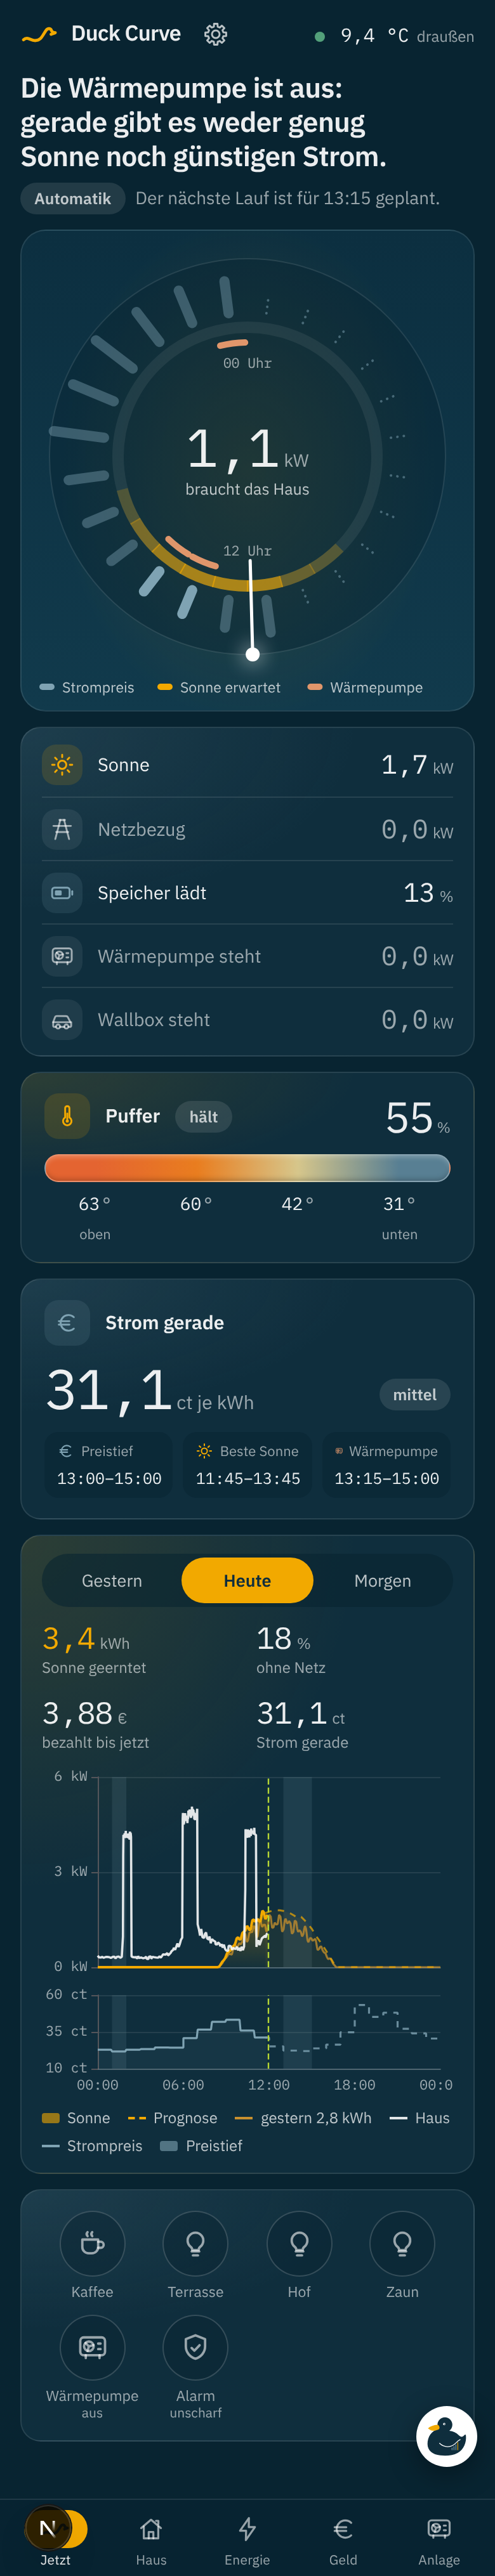 Duck Curve
9,4 °C draußen
Die Wärmepumpe ist aus:
gerade gibt es weder genug
Sonne noch günstigen Strom.
Automatik Der nächste Lauf ist für 13:15 geplant.
00 Uhr
1,1 kW
braucht das Haus
12 Uhr
Strompreis Sonne erwartet Wärmepumpe
Sonne 1,7 kW
Netzbezug 0,0 kW
Speicher lädt 13 %
Wärmepumpe steht 0,0 kW
Wallbox steht 0,0 kW
Puffer hält 55 %
63° 60° 42° 31°
oben unten
€ Strom gerade
31,1 ct je kWh mittel
€ Preistief Beste Sonne Wärmepumpe
13:00–15:00 11:45–13:45 13:15–15:00
Gestern Heute Morgen
3,4 kWh 18 %
Sonne geerntet ohne Netz
3,88 € 31,1 ct
bezahlt bis jetzt Strom gerade
6 kW
3 kW
0 kW
60 ct
35 ct
10 ct
00:00 06:00 12:00 18:00 00:0
Sonne Prognose gestern 2,8 kWh Haus
Strompreis Preistief
Kaffee Terrasse Hof Zaun
Wärmepumpe Alarm
aus unscharf
N €
Jetzt Haus Energie Geld Anlage